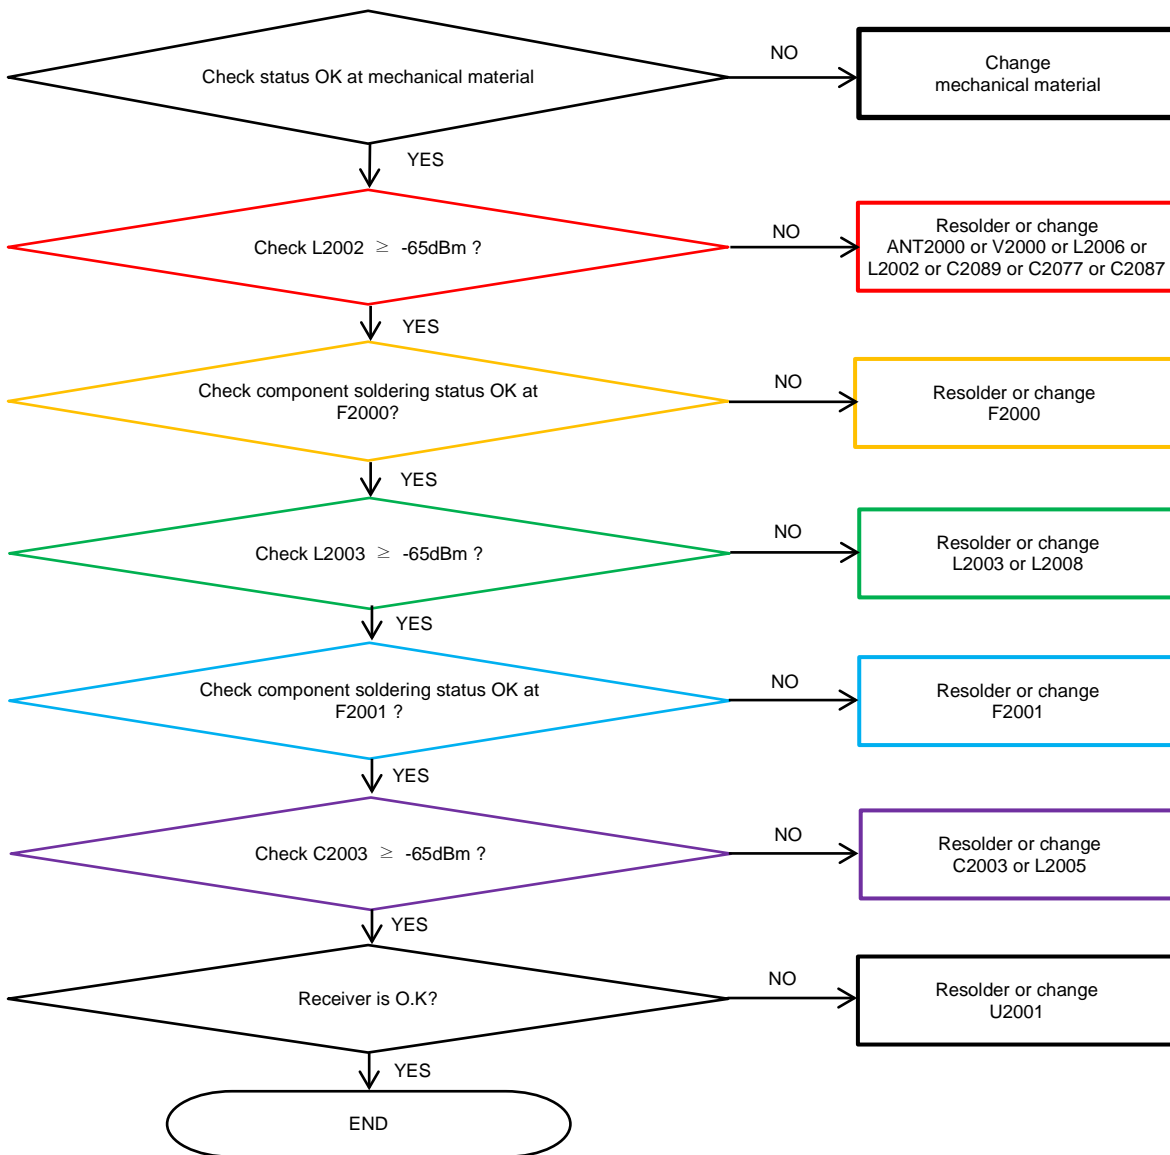 Check status OK at mechanical material
NO
Change
mechanical material
YES
Check L2002 ≥ -65dBm ?
NO
Resolder or change
ANT2000 or V2000 or L2006 or
L2002 or C2089 or C2077 or C2087
YES
Check component soldering status OK at
F2000?
NO
Resolder or change
F2000
YES
Check L2003 ≥ -65dBm ?
NO
Resolder or change
L2003 or L2008
YES
Check component soldering status OK at
F2001 ?
NO
Resolder or change
F2001
YES
Check C2003 ≥ -65dBm ?
NO
Resolder or change
C2003 or L2005
YES
Receiver is O.K?
NO
Resolder or change
U2001
YES
END